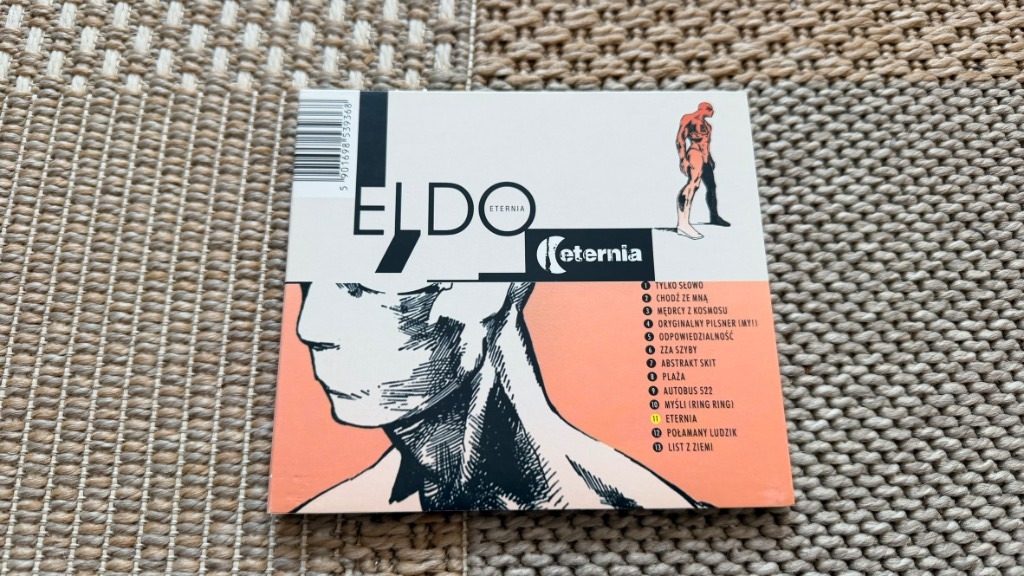 5 901698 539368
ELDO
ETERNIA
eternia
1 TYLKO SŁOWO
2 CHODŹ ZE MNĄ
3 MĘDRCY Z KOSMOSU
4 ORYGINALNY PILSNER (MY!)
5 ODPOWIEDZIALNOŚĆ
6 ZZA SZYBY
7 ABSTRAKT SKIT
8 PLAŻA
9 AUTOBUS 522
10 MYŚLI (RING RING)
11 ETERNIA
12 POŁAMANY LUDZIK
13 LIST Z ZIEMI